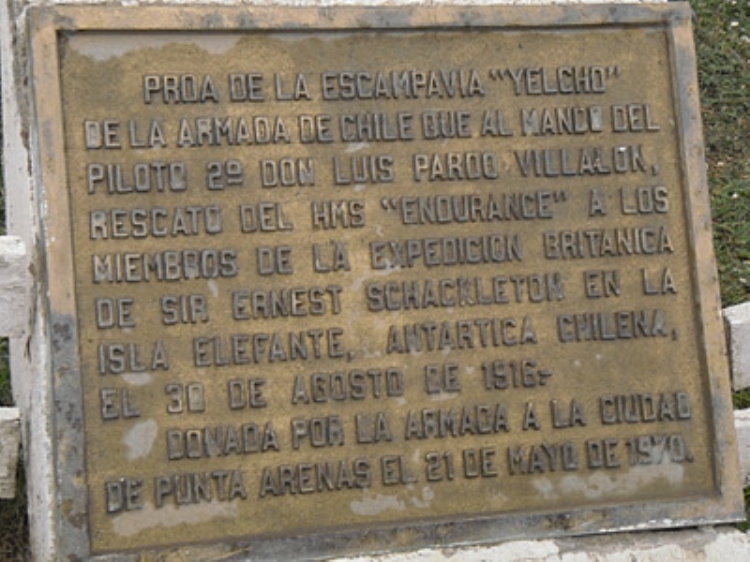 PROA DE LA ESCAMPAVIA "YELCHO"
DE LA ARMADA DE CHILE QUE AL MANDO DEL
PILOTO 2º DON LUIS PARDO VILLALON,
RESCATO DEL HMS "ENDURANCE" A LOS
MIEMBROS DE LA EXPEDICION BRITANICA
DE SIR ERNEST SCHACKLETON EN LA
ISLA ELEFANTE, ANTARTICA CHILENA,
EL 30 DE AGOSTO DE 1916.-
DONADA POR LA ARMADA A LA CIUDAD
DE PUNTA ARENAS EL 21 DE MAYO DE 1970.